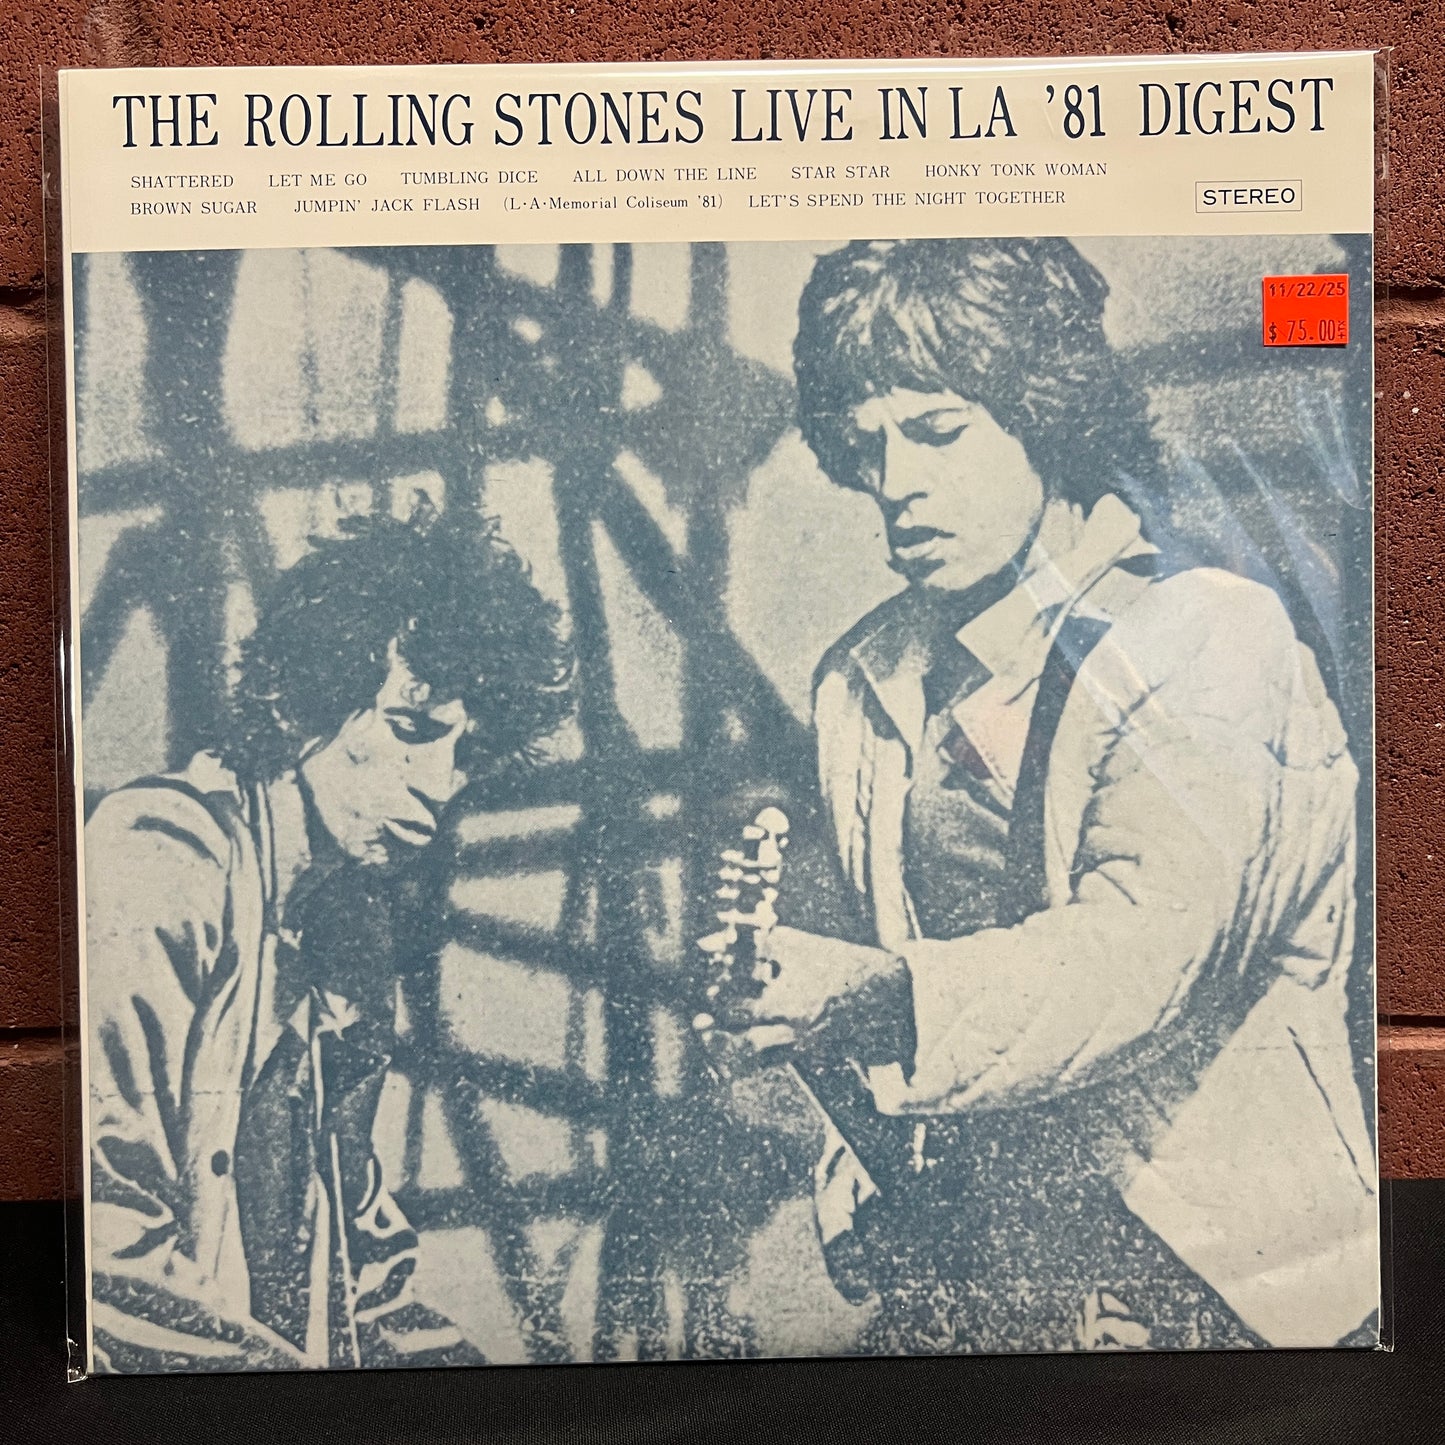 THE ROLLING STONES LIVE IN LA '81 DIGEST
SHATTERED LET ME GO TUMBLING DICE ALL DOWN THE LINE STAR STAR HONKY TONK WOMAN
BROWN SUGAR JUMPIN' JACK FLASH (L·A·Memorial Coliseum '81) LET'S SPEND THE NIGHT TOGETHER
STEREO
11/22/25
$ 75.00